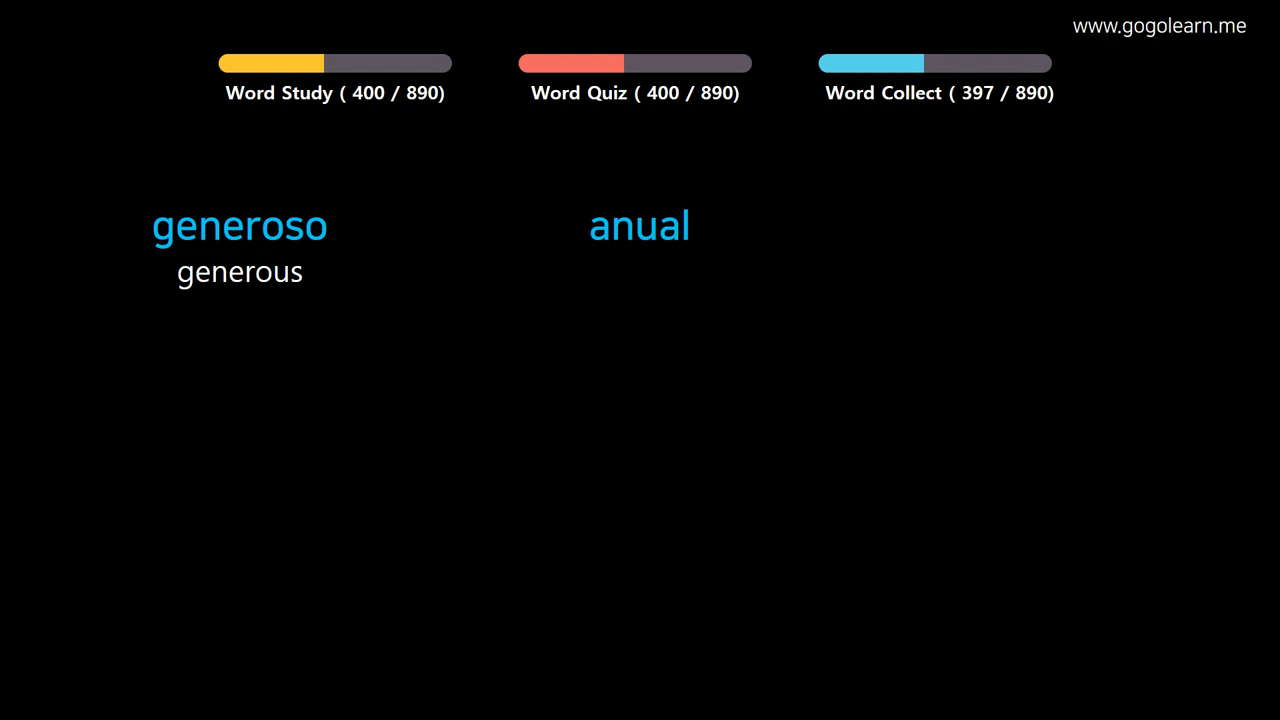 www.gogolearn.me
Word Study ( 400 / 890)
Word Quiz ( 400 / 890)
Word Collect ( 397 / 890)
generoso
anual
generous